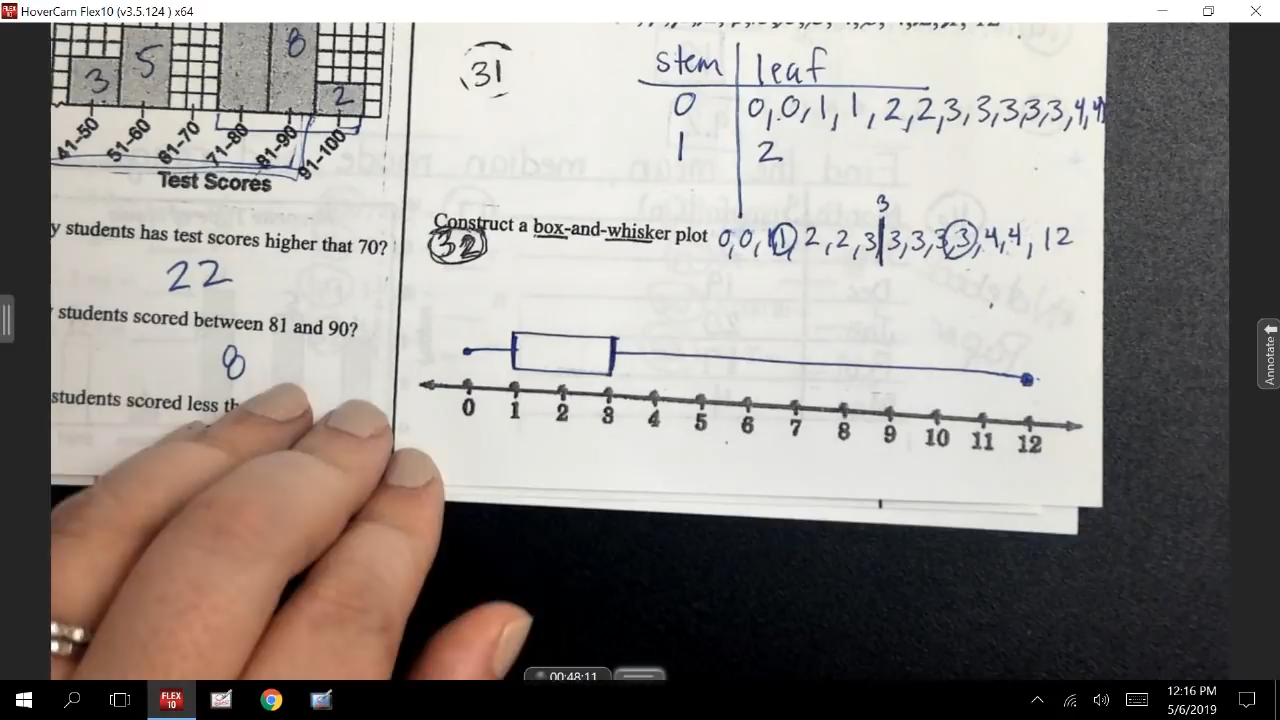 HoverCam Flex10 (v3.5.124 ) x64
3
5
8
2
41-50
51-60
61-70
71-80
81-90
91-100
Test Scores
y students has test scores higher that 70?
22
students scored between 81 and 90?
8
students scored less th
31
stem leaf
0 0,0,1,1,2,2,3,3,3,3,3,4,4
1 2
3
Construct a box-and-whisker plot 0,0,1,1,2,2,3,3,3,3,3,4,4,12
32
0 1 2 3 4 5 6 7 8 9 10 11 12
Annotate
00:48:11
FLEX
10
12:16 PM
5/6/2019